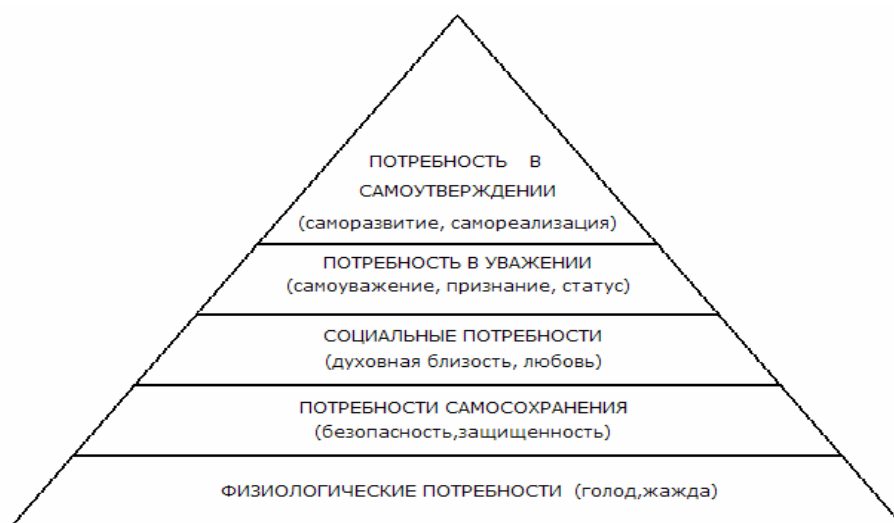 ПОТРЕБНОСТЬ В
САМОУТВЕРЖДЕНИИ
(саморазвитие, самореализация)
ПОТРЕБНОСТЬ В УВАЖЕНИИ
(самоуважение, признание, статус)
СОЦИАЛЬНЫЕ ПОТРЕБНОСТИ
(духовная близость, любовь)
ПОТРЕБНОСТИ САМОСОХРАНЕНИЯ
(безопасность,защищенность)
ФИЗИОЛОГИЧЕСКИЕ ПОТРЕБНОСТИ (голод,жажда)